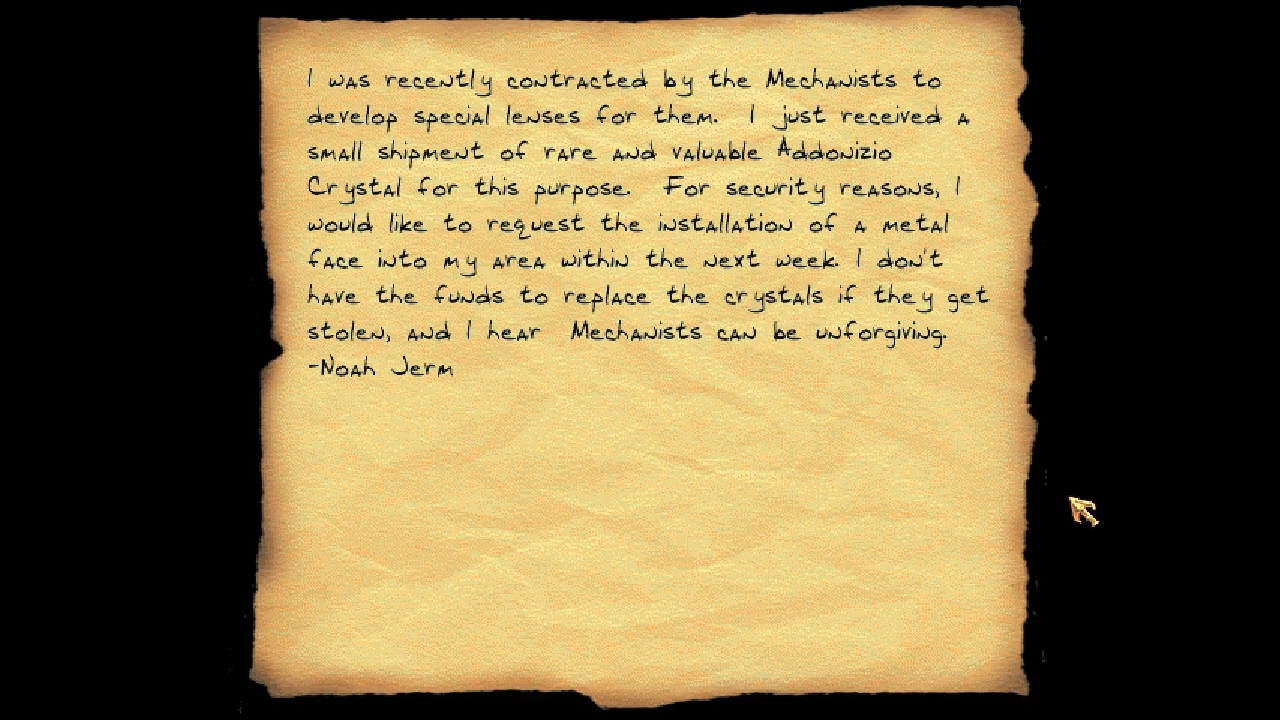 I was recently contracted by the Mechanists to
develop special lenses for them.  I just received a
small shipment of rare and valuable Addonizio
Crystal for this purpose.  For security reasons, I
would like to request the installation of a metal
face into my area within the next week. I don't
have the funds to replace the crystals if they get
stolen, and I hear  Mechanists can be unforgiving.
-Noah Jerm